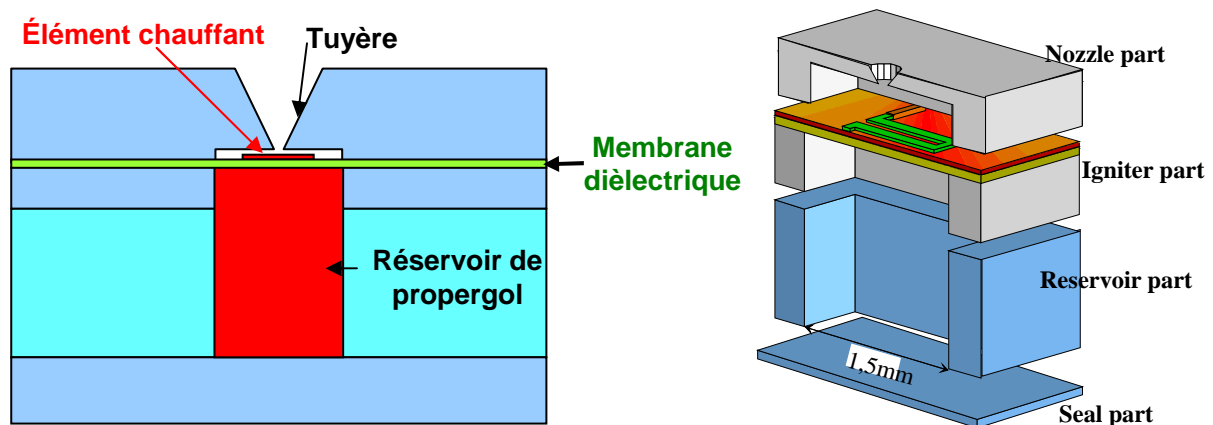 Élément chauffant
Tuyère
Membrane
dièlectrique
Réservoir de
propergol
Nozzle part
Igniter part
Reservoir part
1,5mm
Seal part